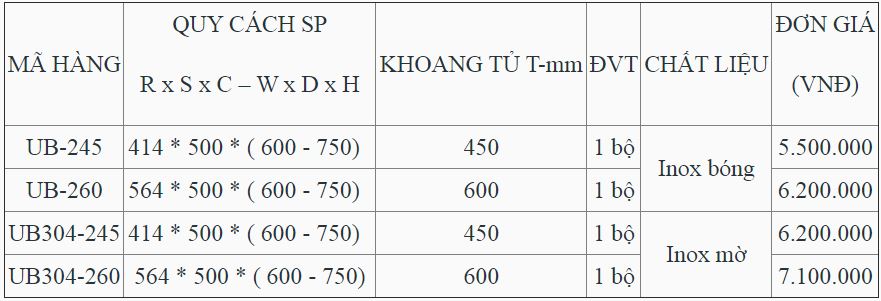 MÃ HÀNG QUY CÁCH SP R x S x C – W x D x H KHOANG TỦ T-mm ĐVT CHẤT LIỆU ĐƠN GIÁ (VNĐ)
UB-245 414 * 500 * ( 600 - 750) 450 1 bộ Inox bóng 5.500.000
UB-260 564 * 500 * ( 600 - 750) 600 1 bộ 6.200.000
UB304-245 414 * 500 * ( 600 - 750) 450 1 bộ Inox mờ 6.200.000
UB304-260 564 * 500 * ( 600 - 750) 600 1 bộ 7.100.000